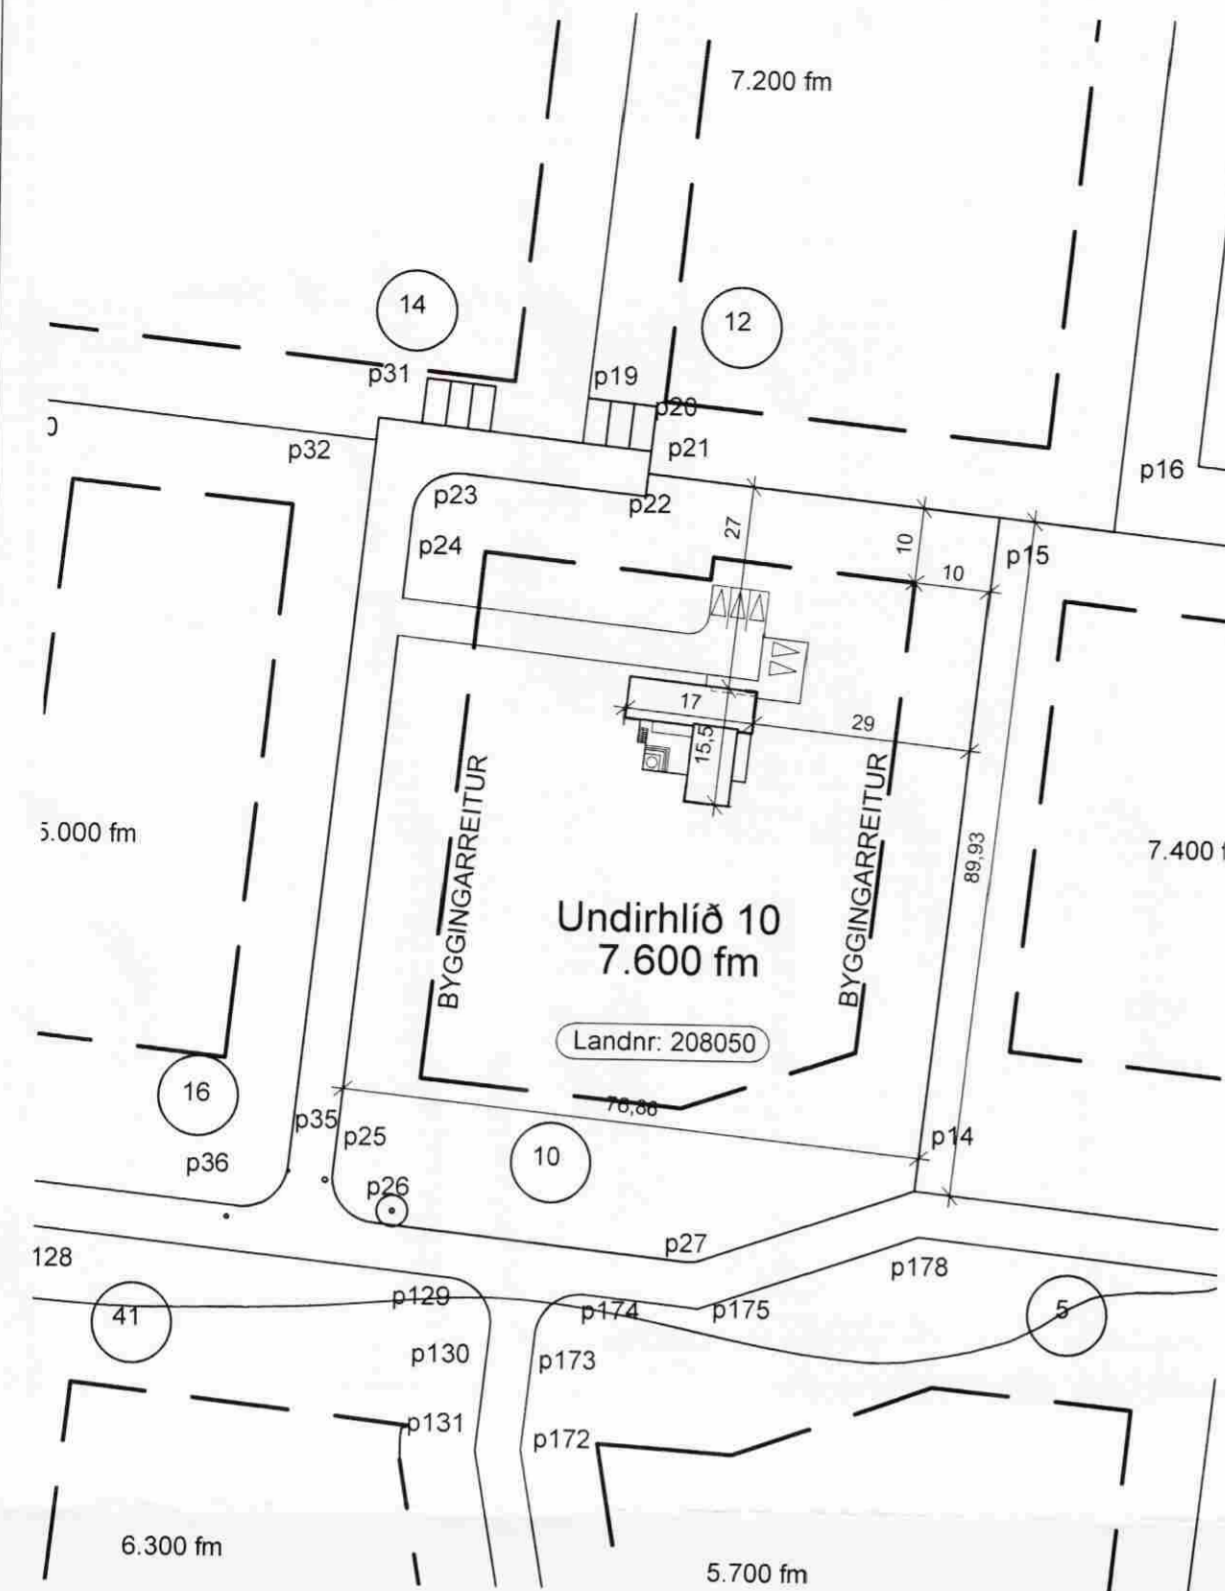 7.200 fm
14
12
p31
p19
p20
p32
p21
p16
p23
p22
p24
27
10
p15
10
17
29
15,5
BYGGINGARREITUR
BYGGINGARREITUR
5.000 fm
89,93
7.400
Undirhlíð 10
7.600 fm
Landnr: 208050
16
76,86
p35
p25
p14
p36
10
p26
p27
128
p178
p129
p174
p175
41
5
p130
p173
p131
p172
6.300 fm
5.700 fm